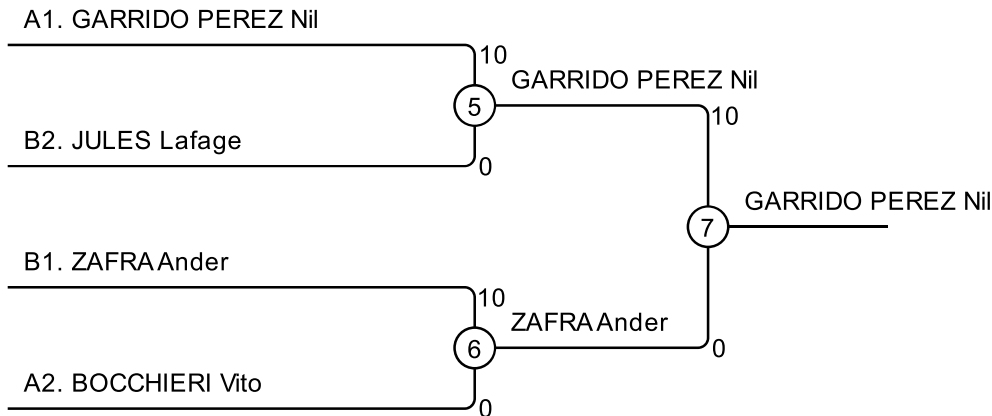 A1. GARRIDO PEREZ Nil
10
GARRIDO PEREZ Nil
5
10
B2. JULES Lafage
0
GARRIDO PEREZ Nil
7
B1. ZAFRA Ander
10
ZAFRA Ander
6
0
A2. BOCCHIERI Vito
0